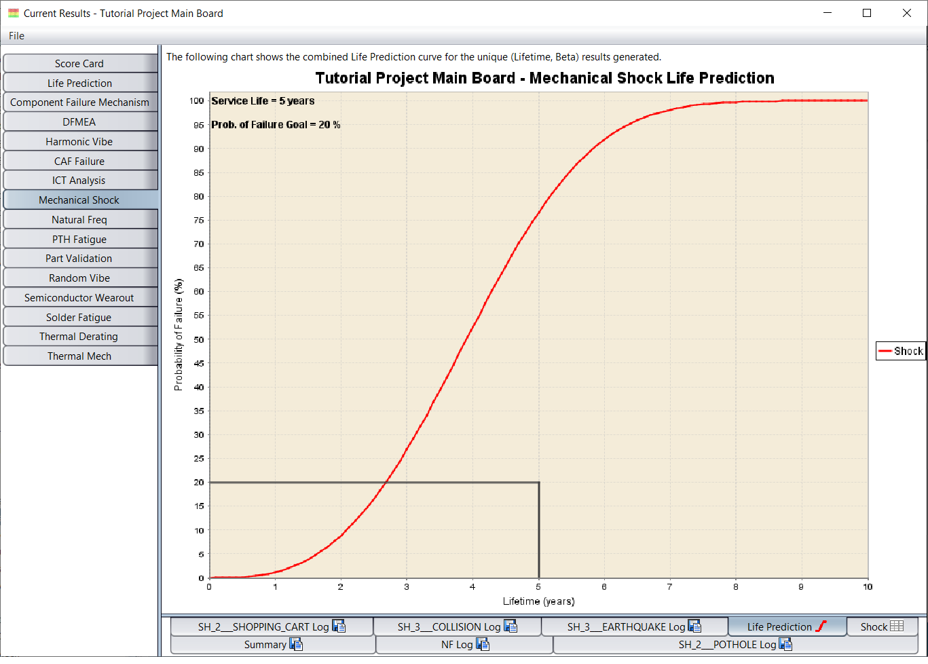 Current Results - Tutorial Project Main Board
File
Score Card
Life Prediction
Component Failure Mechanism
DFMEA
Harmonic Vibe
CAF Failure
ICT Analysis
Mechanical Shock
Natural Freq
PTH Fatigue
Part Validation
Random Vibe
Semiconductor Wearout
Solder Fatigue
Thermal Derating
Thermal Mech
The following chart shows the combined Life Prediction curve for the unique (Lifetime, Beta) results generated.
Tutorial Project Main Board - Mechanical Shock Life Prediction
Service Life = 5 years
Prob. of Failure Goal = 20 %
Probability of Failure (%)
100
95
90
85
80
75
70
65
60
55
50
45
40
35
30
25
20
15
10
5
0
0 1 2 3 4 5 6 7 8 9 10
Lifetime (years)
Shock
SH_2___SHOPPING_CART Log SH_3___COLLISION Log SH_3___EARTHQUAKE Log Life Prediction Shock
Summary NF Log SH_2___POTHOLE Log